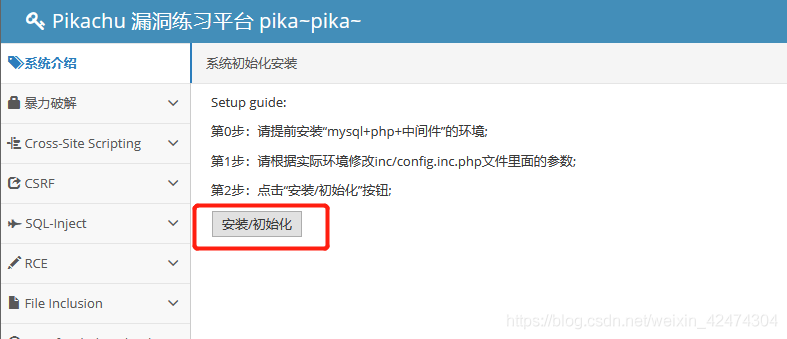 Pikachu 漏洞练习平台 pika~pika~
系统介绍
系统初始化安装
暴力破解
Cross-Site Scripting
CSRF
SQL-Inject
RCE
File Inclusion
Setup guide:
第0步：请提前安装“mysql+php+中间件”的环境;
第1步：请根据实际环境修改inc/config.inc.php文件里面的参数;
第2步：点击“安装/初始化”按钮;
安装/初始化
https://blog.csdn.net/weixin_42474304